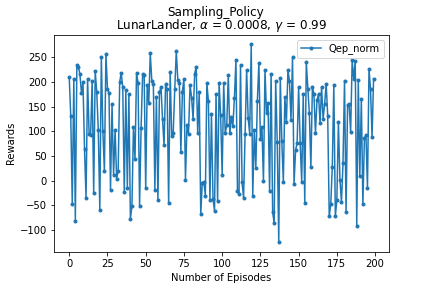 Sampling_Policy
LunarLander, α = 0.0008, γ = 0.99
Qep_norm
Rewards
250
200
150
100
50
0
−50
−100
0 25 50 75 100 125 150 175 200
Number of Episodes